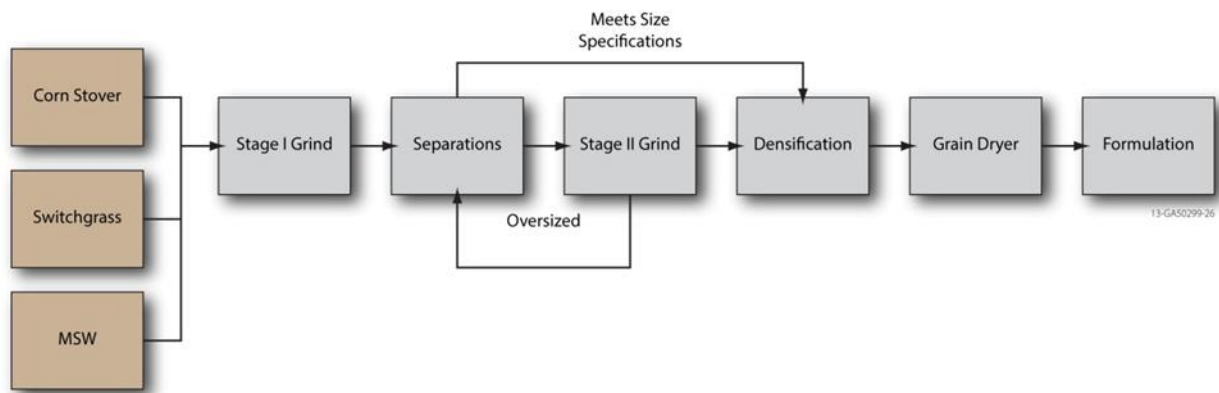 Meets Size
Specifications
Corn Stover
Stage I Grind
Separations
Stage II Grind
Densification
Grain Dryer
Formulation
Switchgrass
Oversized
13-GA50299-26
MSW